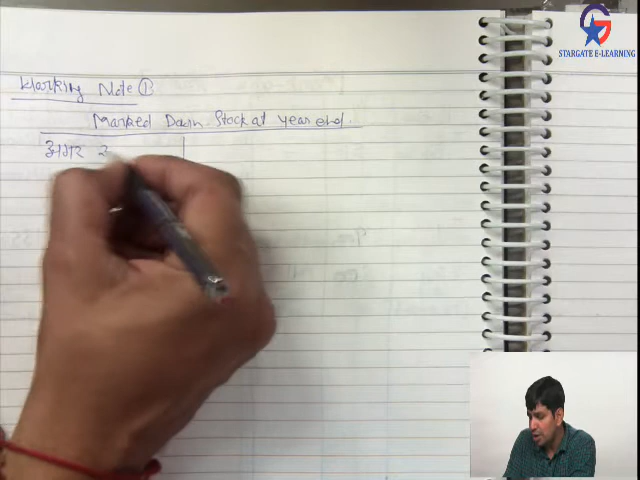 STARGATE E-LEARNING
Working Note ①
Marked Down Stock at year end.
अगर